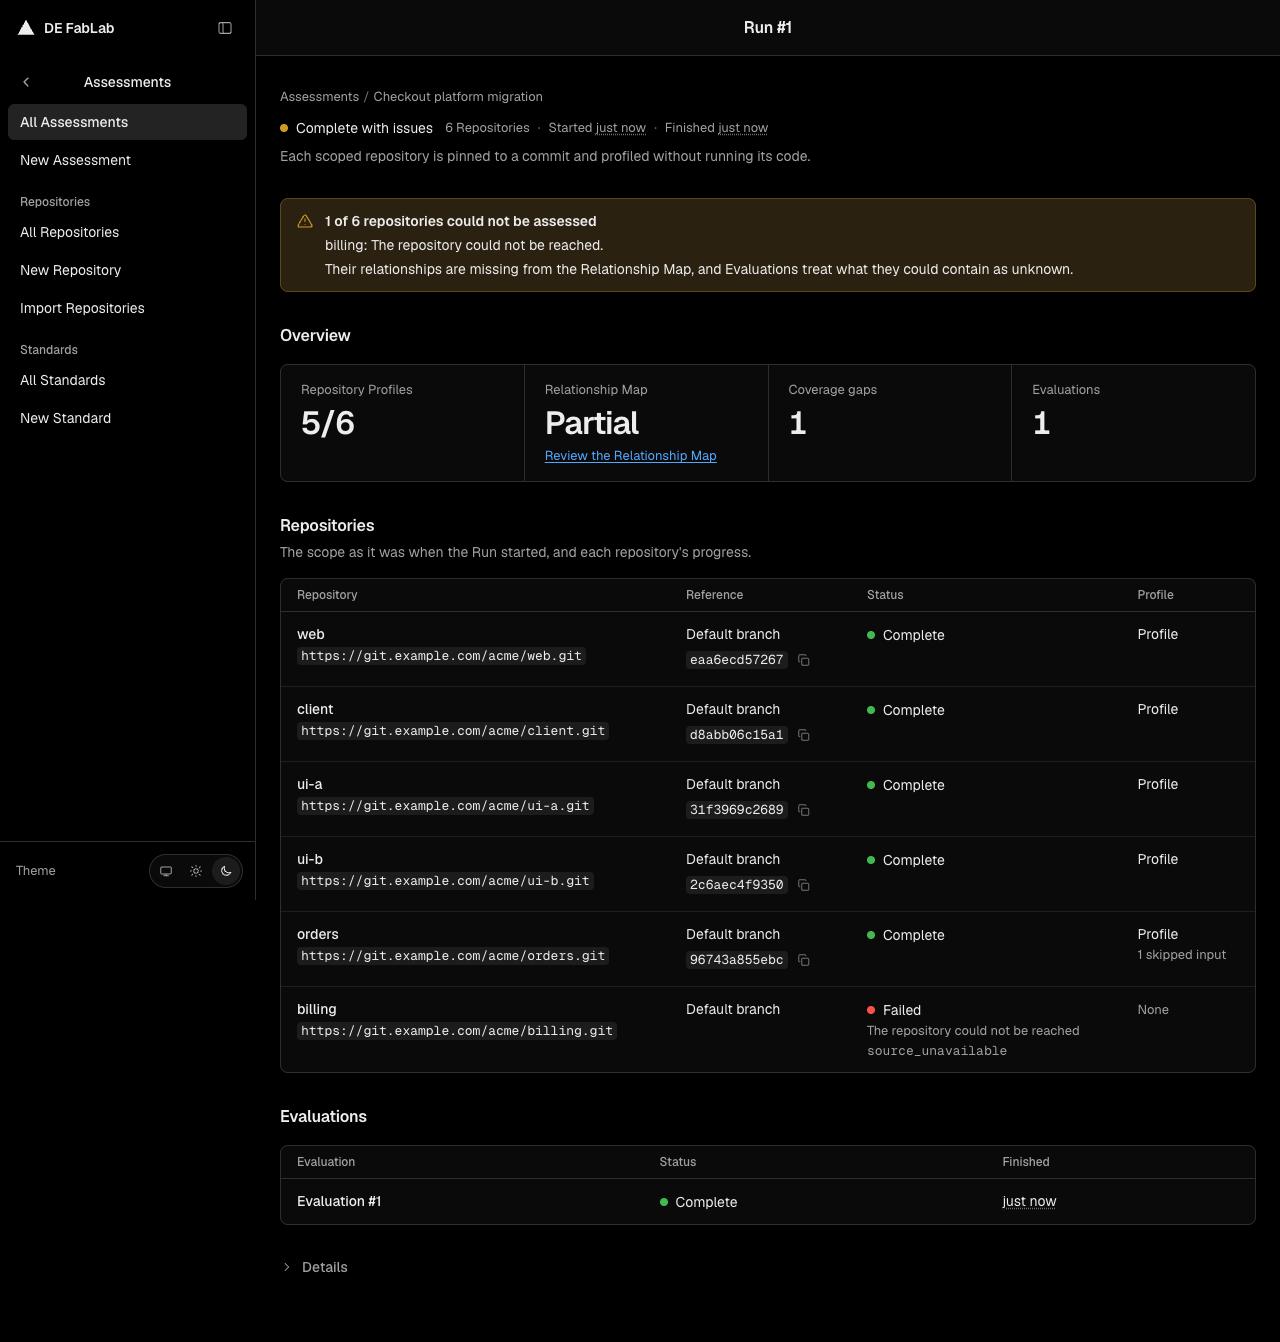 DE FabLab
Run #1
Assessments
All Assessments
New Assessment
Repositories
All Repositories
New Repository
Import Repositories
Standards
All Standards
New Standard
Theme
Assessments / Checkout platform migration
Complete with issues 6 Repositories · Started just now · Finished just now
Each scoped repository is pinned to a commit and profiled without running its code.
1 of 6 repositories could not be assessed
billing: The repository could not be reached.
Their relationships are missing from the Relationship Map, and Evaluations treat what they could contain as unknown.
Overview
Repository Profiles
5/6
Relationship Map
Partial
Review the Relationship Map
Coverage gaps
1
Evaluations
1
Repositories
The scope as it was when the Run started, and each repository's progress.
Repository Reference Status Profile
web Default branch Complete Profile
https://git.example.com/acme/web.git eaa6ecd57267
client Default branch Complete Profile
https://git.example.com/acme/client.git d8abb06c15a1
ui-a Default branch Complete Profile
https://git.example.com/acme/ui-a.git 31f3969c2689
ui-b Default branch Complete Profile
https://git.example.com/acme/ui-b.git 2c6aec4f9350
orders Default branch Complete Profile
https://git.example.com/acme/orders.git 96743a855ebc 1 skipped input
billing Default branch Failed None
https://git.example.com/acme/billing.git The repository could not be reached
source_unavailable
Evaluations
Evaluation Status Finished
Evaluation #1 Complete just now
Details